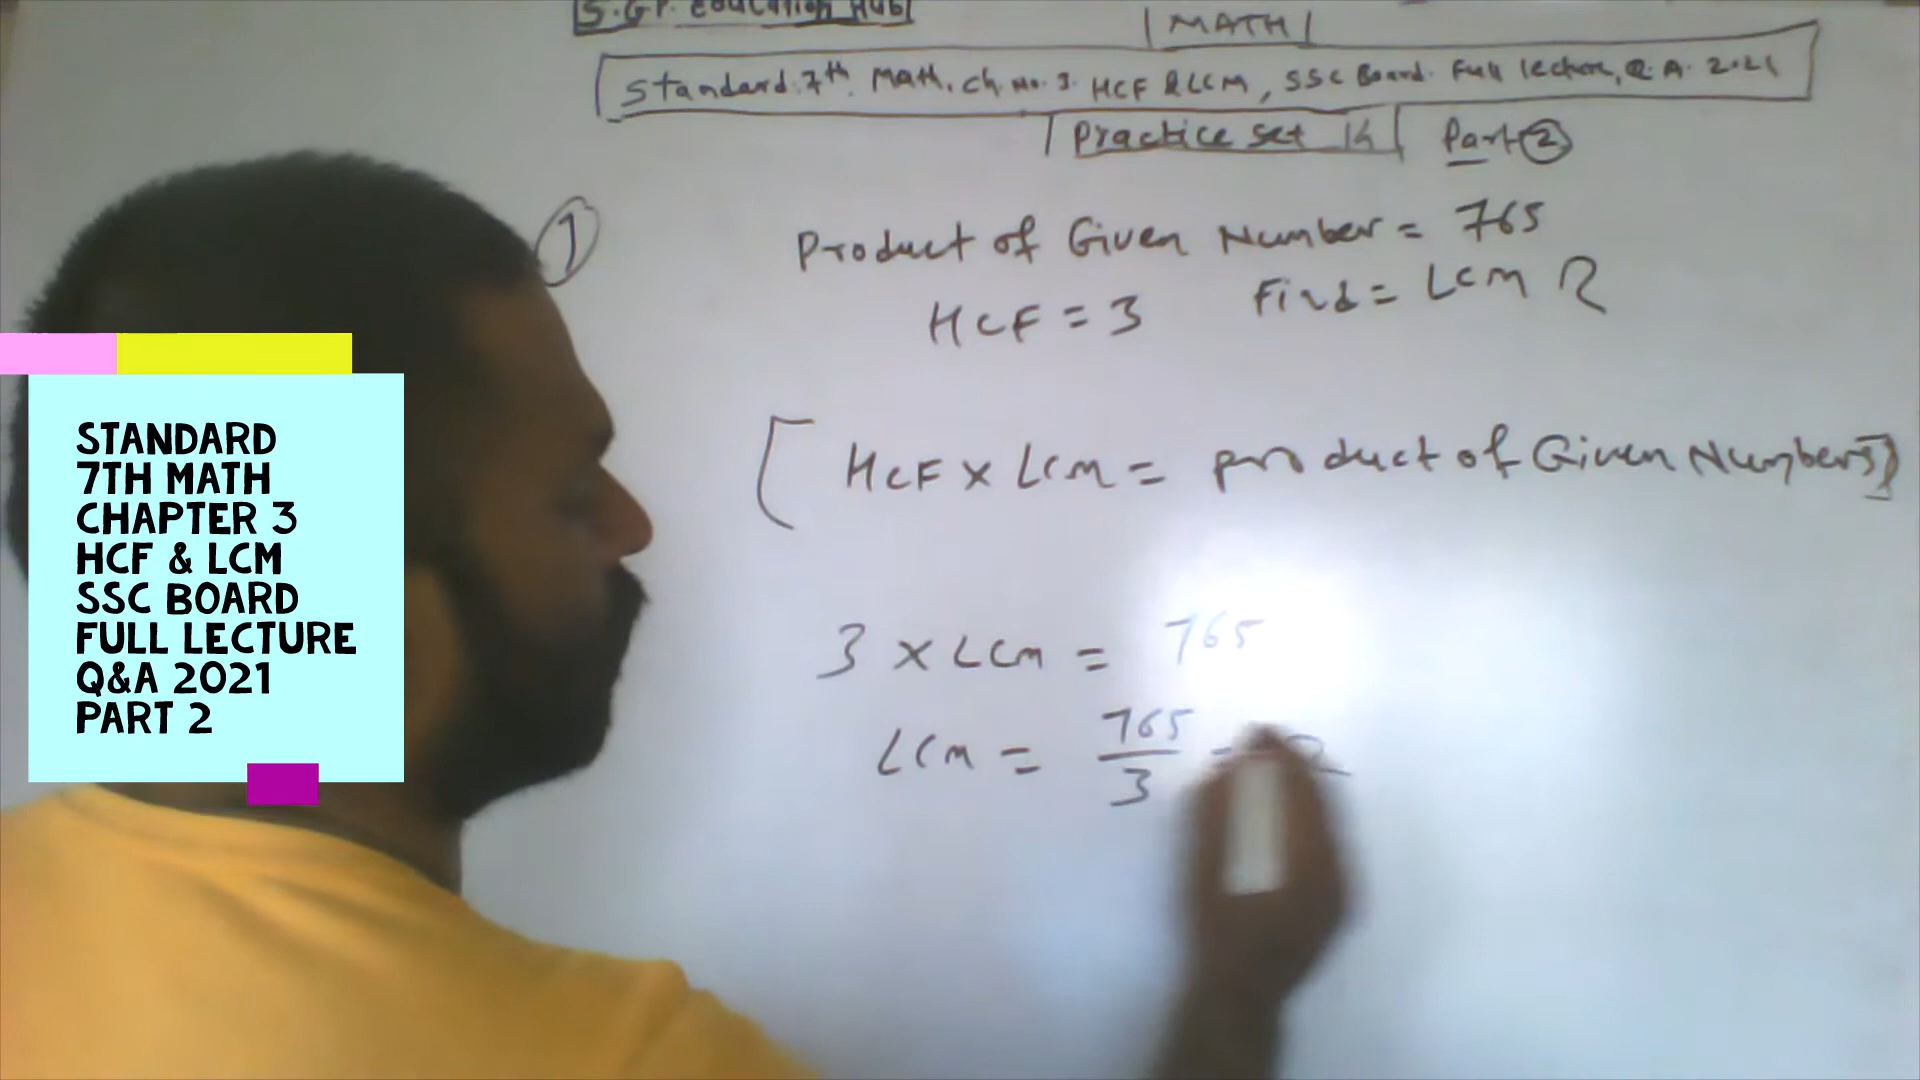 S.G.P. Education Hub
MATH
Standard 7th Math, Ch. No. 3. HCF & LCM, SSC Board. Full lecture, Q. A. 2021
Practice set 14 Part 2
1
Product of Given Number = 765
HCF = 3 Find = LCM ?
[HCF x LCM = product of Given Numbers]
3 x LCM = 765
LCM = 765/3 = 2
STANDARD
7TH MATH
CHAPTER 3
HCF & LCM
SSC BOARD
FULL LECTURE
Q&A 2021
PART 2